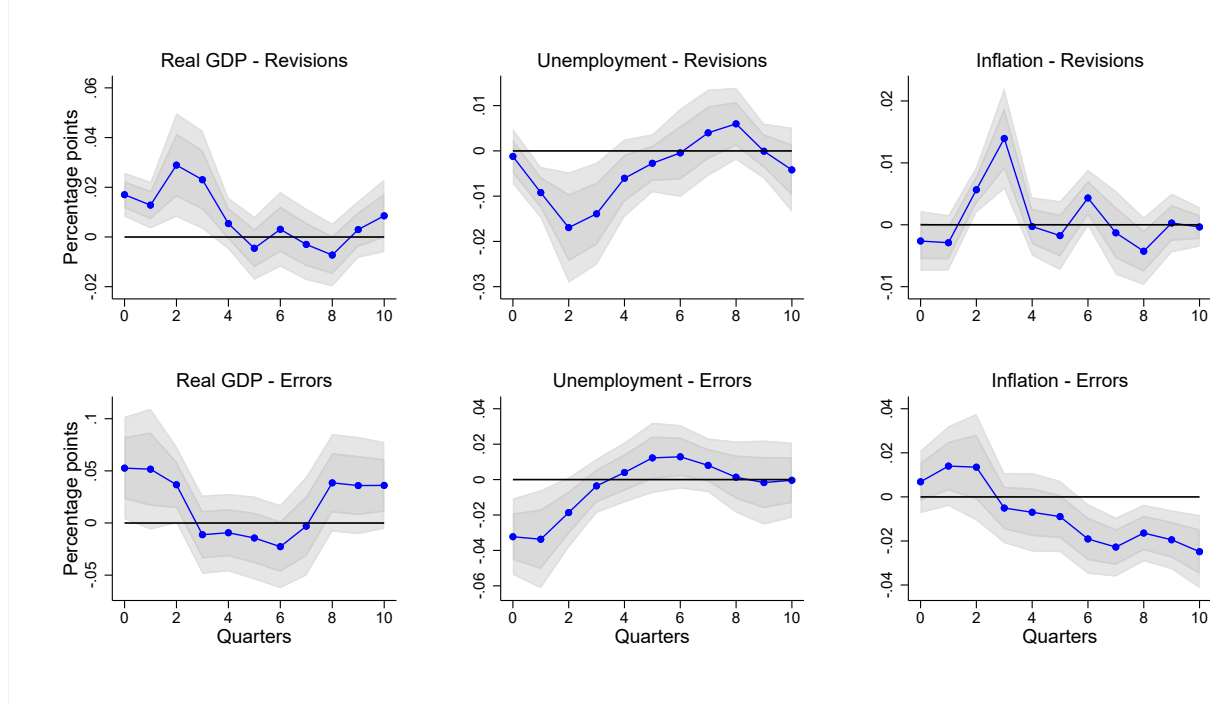 Real GDP - Revisions
Percentage points
.06
.04
.02
0
-.02
0 2 4 6 8 10
Unemployment - Revisions
.01
0
-.01
-.02
-.03
0 2 4 6 8 10
Inflation - Revisions
.02
.01
0
-.01
0 2 4 6 8 10
Real GDP - Errors
Percentage points
.1
.05
0
-.05
0 2 4 6 8 10
Quarters
Unemployment - Errors
.04
.02
0
-.02
-.04
-.06
0 2 4 6 8 10
Quarters
Inflation - Errors
.04
.02
0
-.02
-.04
0 2 4 6 8 10
Quarters